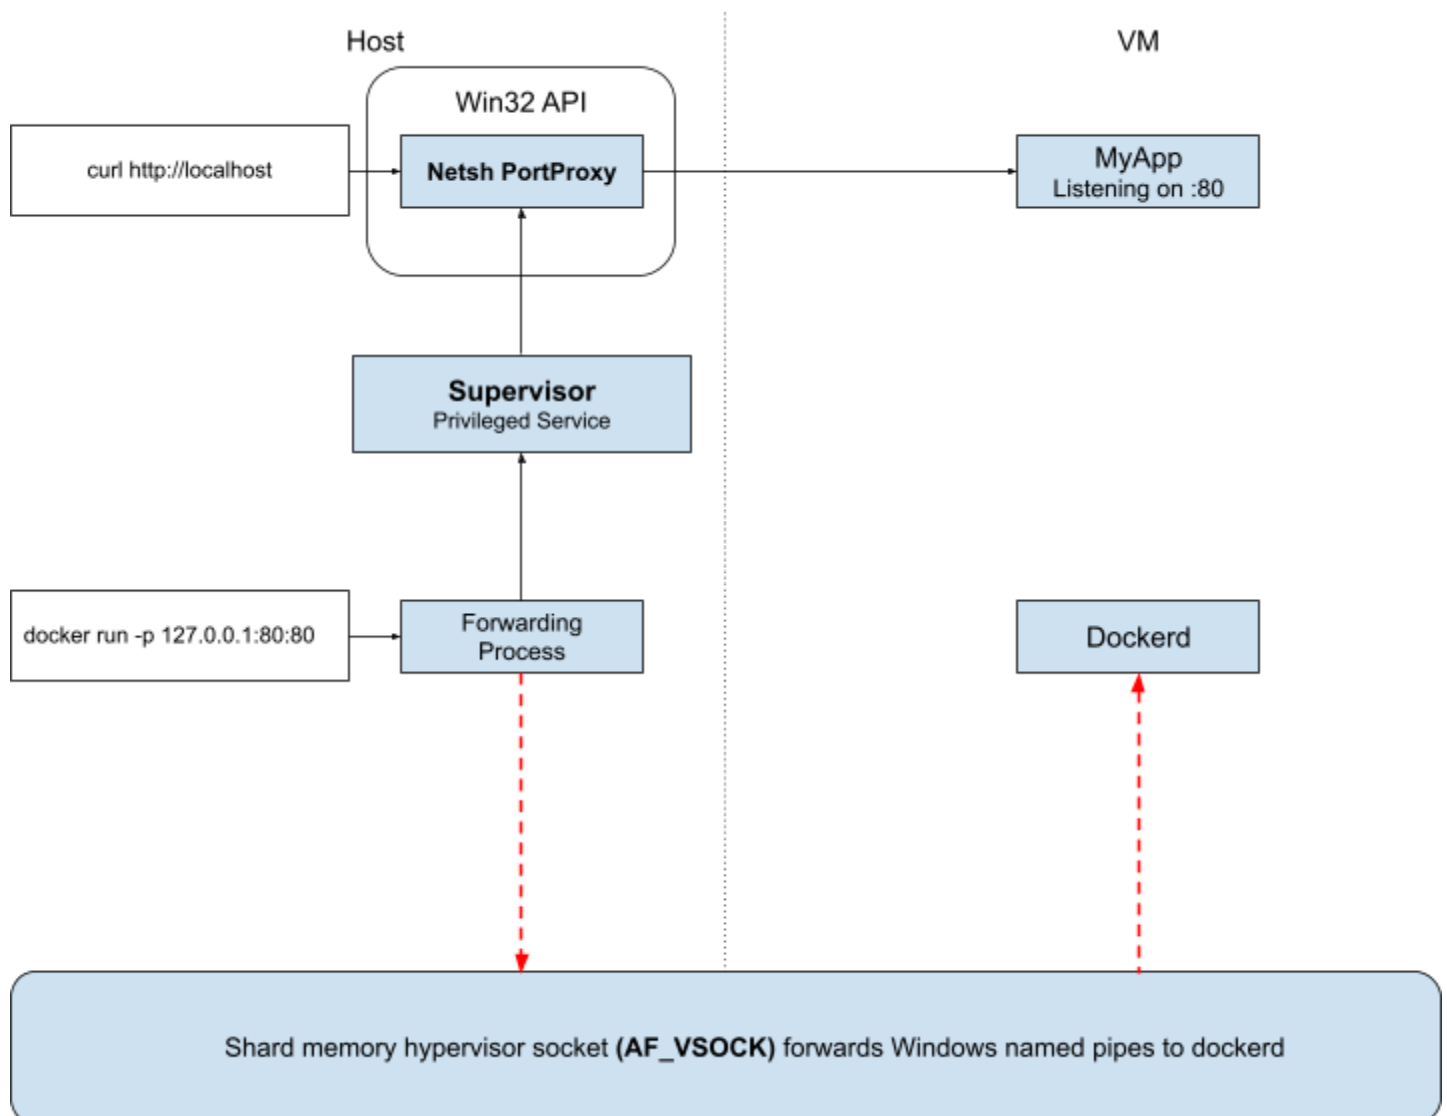 Host
VM
Win32 API
curl http://localhost
Netsh PortProxy
MyApp
Listening on :80
Supervisor
Privileged Service
docker run -p 127.0.0.1:80:80
Forwarding
Process
Dockerd
Shard memory hypervisor socket (AF_VSOCK) forwards Windows named pipes to dockerd